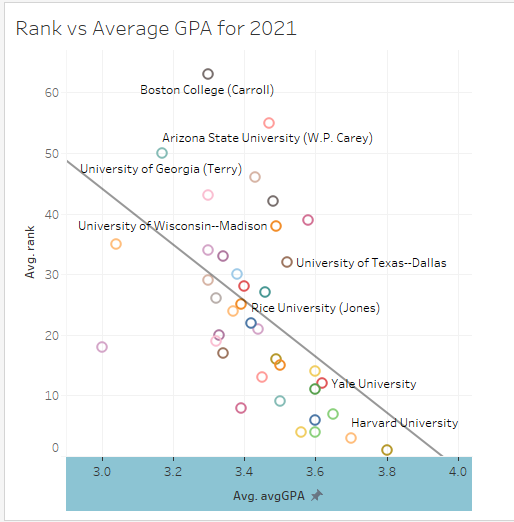 Rank vs Average GPA for 2021
60
Boston College (Carroll)
Arizona State University (W.P. Carey)
50
University of Georgia (Terry)
40
University of Wisconsin--Madison
Avg. rank
30
University of Texas--Dallas
Rice University (Jones)
20
Yale University
10
Harvard University
0
3.0 3.2 3.4 3.6 3.8 4.0
Avg. avgGPA